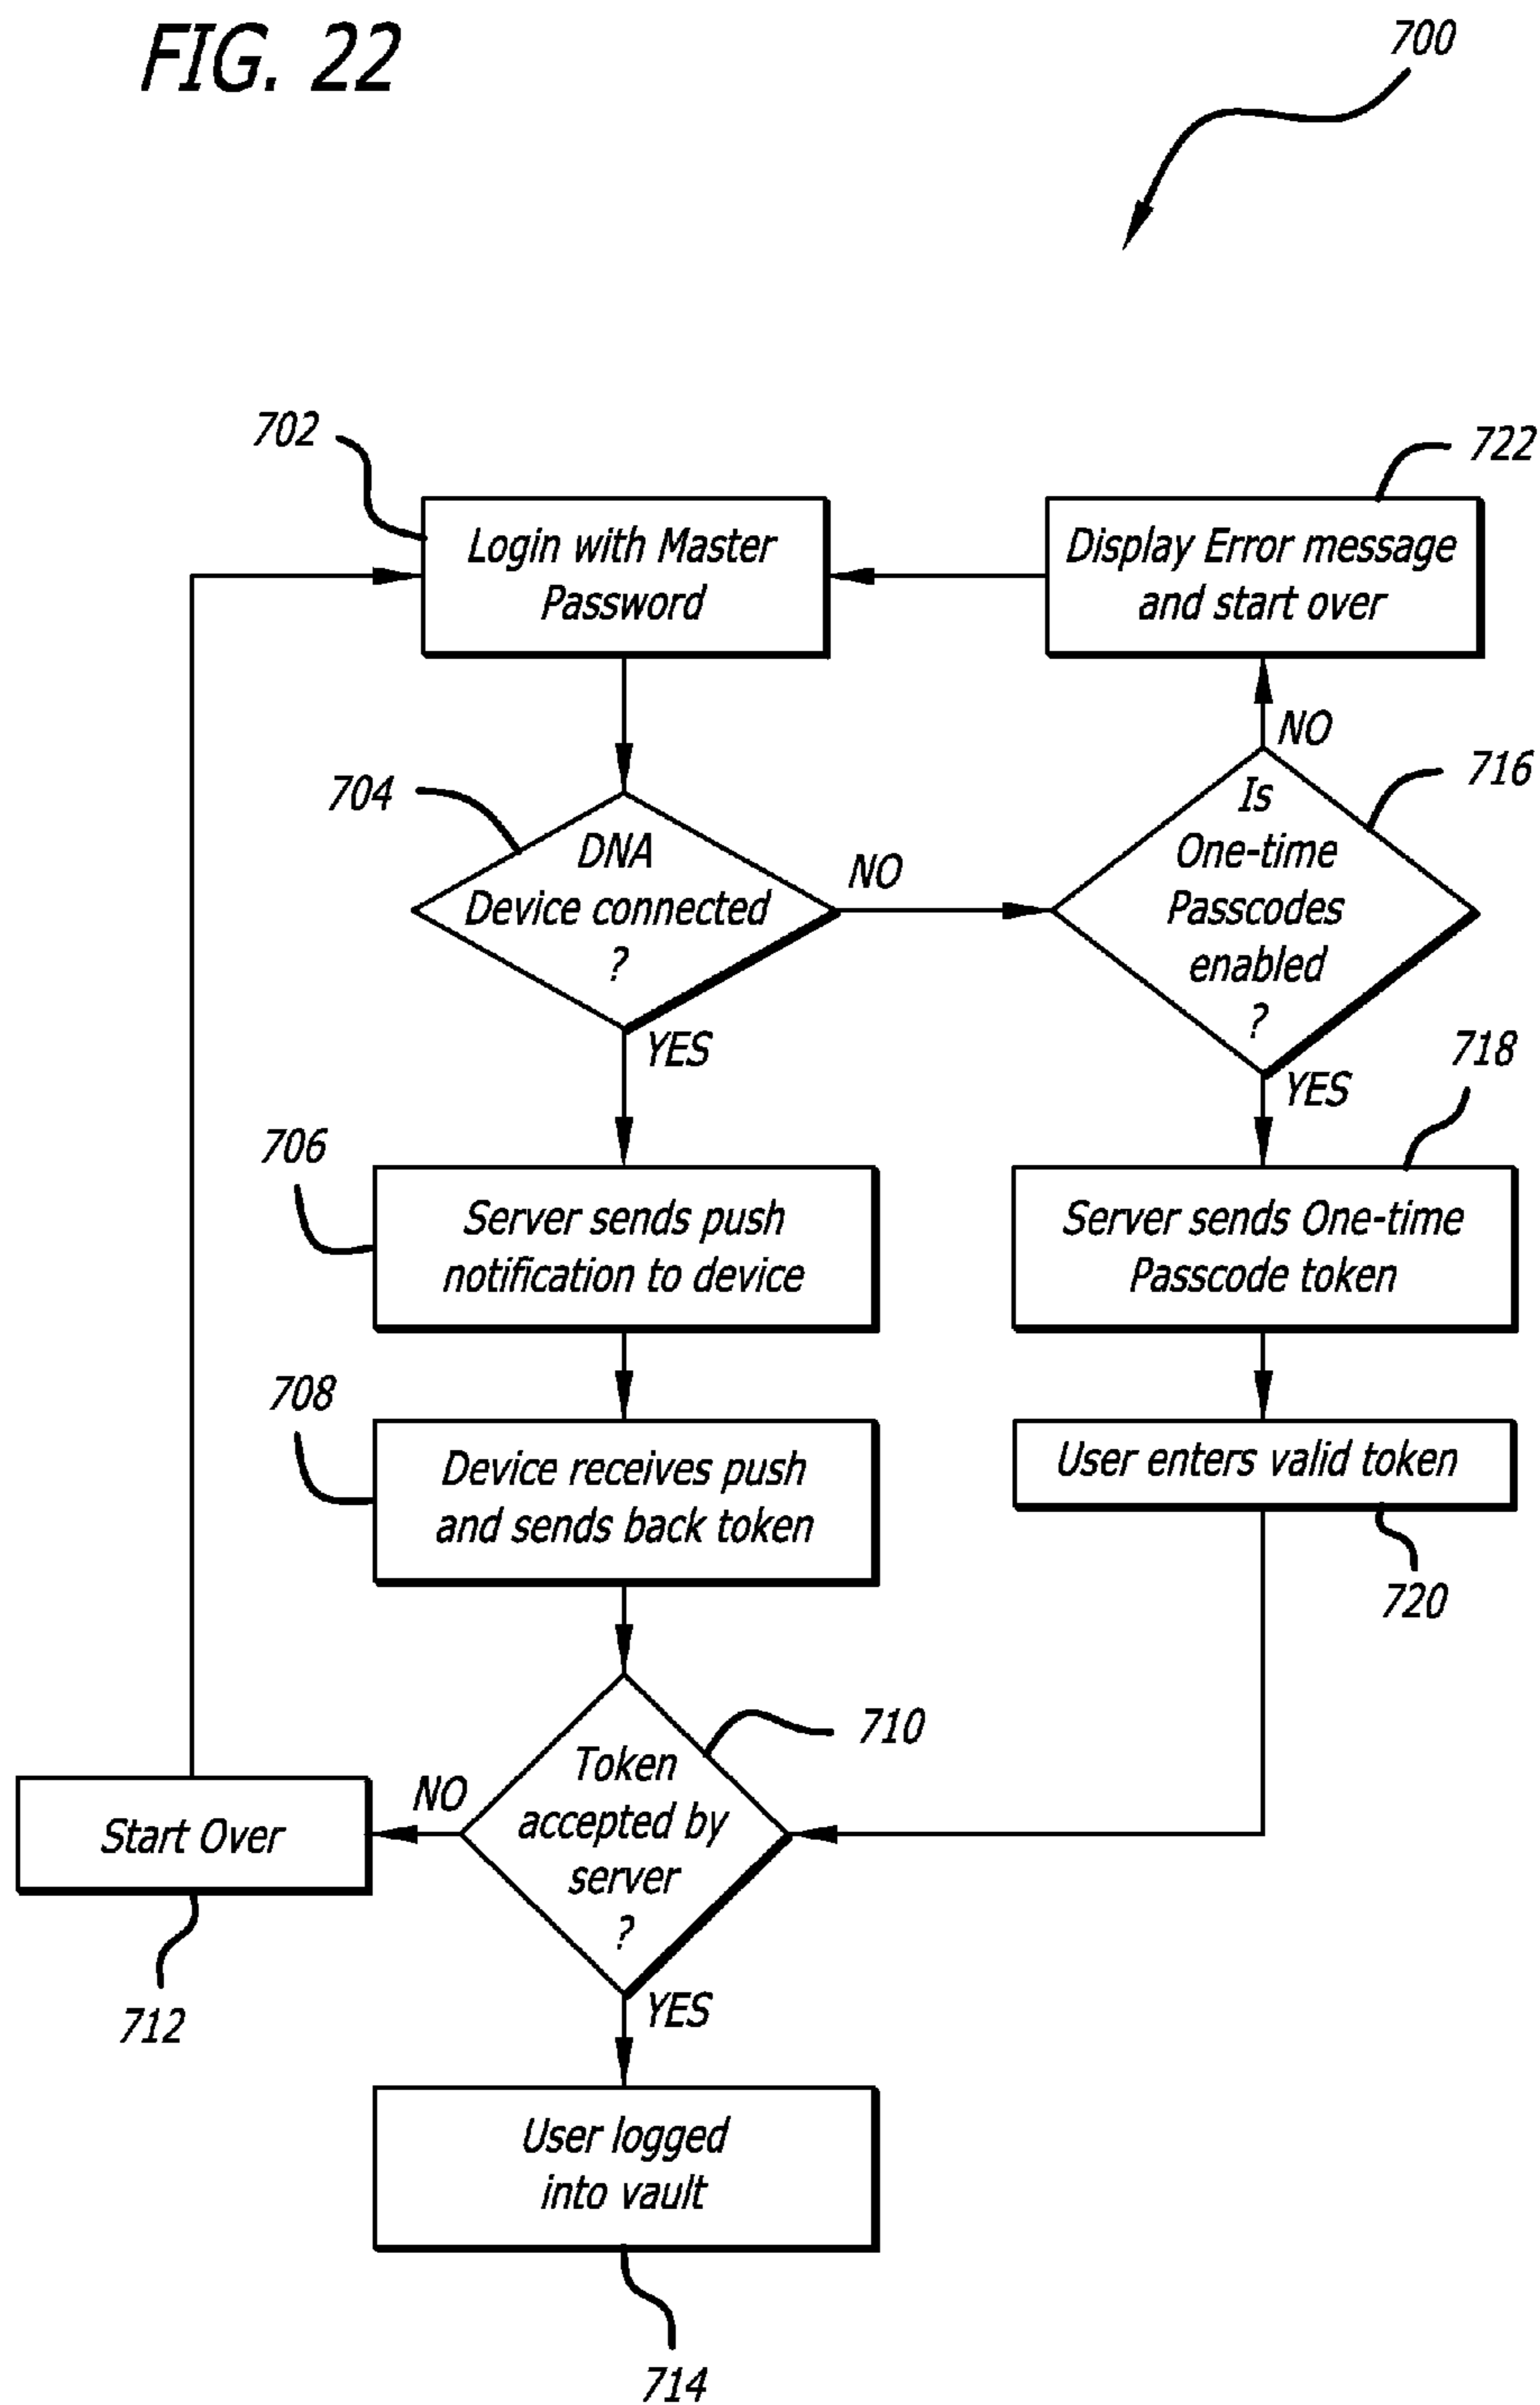 FIG. 22
700
702
722
Login with Master
Password
Display Error message
and start over
NO
704
716
DNA
Device connected
?
NO
Is
One-time
Passcodes
enabled
?
YES
YES
718
706
Server sends push
notification to device
Server sends One-time
Passcode token
708
Device receives push
and sends back token
User enters valid token
720
710
Token
accepted by
server
?
NO
Start Over
712
YES
User logged
into vault
714